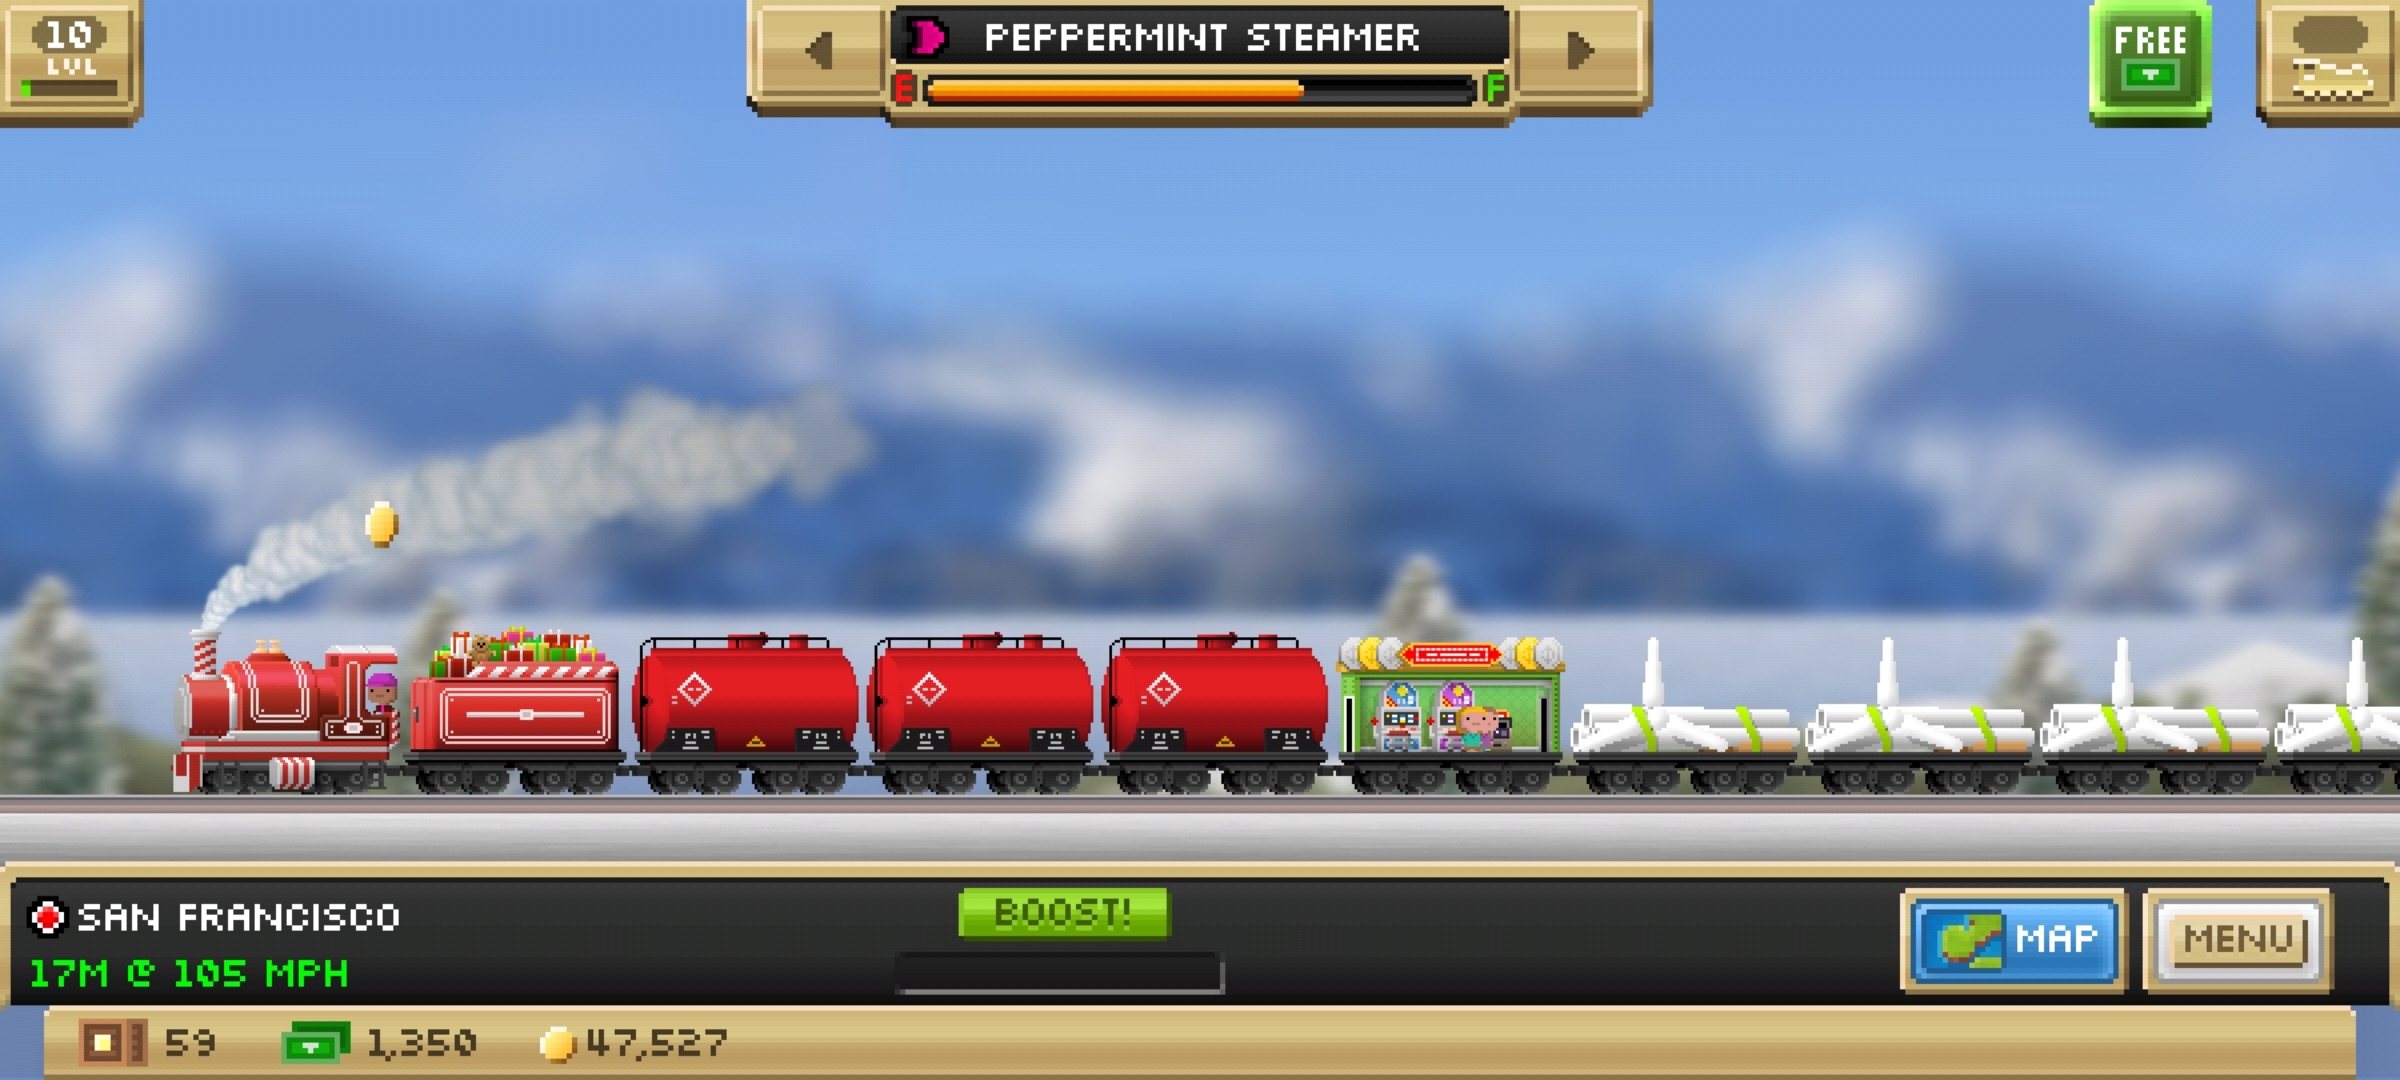 10
LVL
PEPPERMINT STEAMER
E F
FREE
SAN FRANCISCO
17M @ 105 MPH
BOOST!
MAP
MENU
59 1,350 47,527